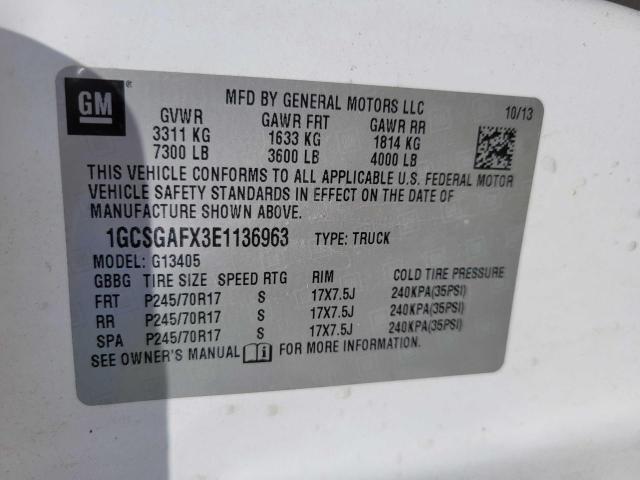 GM®
MFD BY GENERAL MOTORS LLC 10/13
GVWR GAWR FRT GAWR RR
3311 KG 1633 KG 1814 KG
7300 LB 3600 LB 4000 LB
THIS VEHICLE CONFORMS TO ALL APPLICABLE U.S. FEDERAL MOTOR
VEHICLE SAFETY STANDARDS IN EFFECT ON THE DATE OF
MANUFACTURE SHOWN ABOVE.
1GCSGAFX3E1136963 TYPE: TRUCK
MODEL: G13405
GBBG TIRE SIZE SPEED RTG RIM COLD TIRE PRESSURE
FRT P245/70R17 S 17X7.5J 240KPA(35PSI)
RR P245/70R17 S 17X7.5J 240KPA(35PSI)
SPA P245/70R17 S 17X7.5J 240KPA(35PSI)
SEE OWNER'S MANUAL FOR MORE INFORMATION.